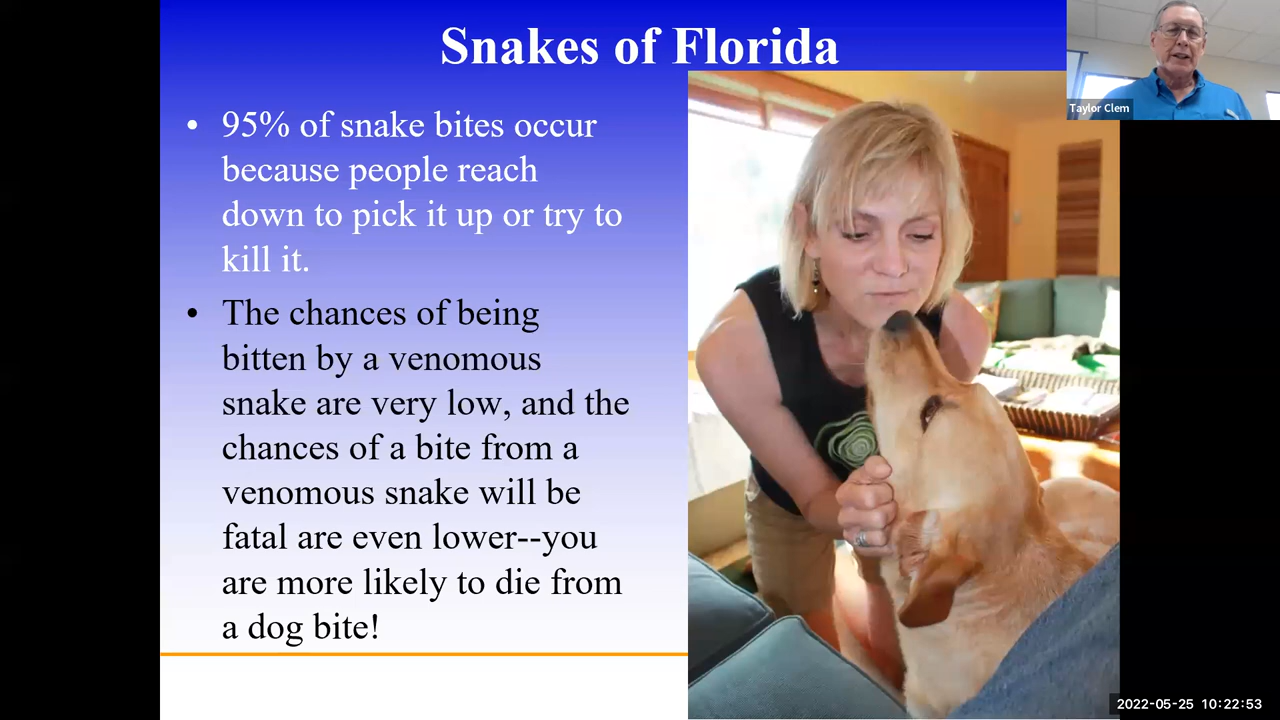 Snakes of Florida
Taylor Clem
• 95% of snake bites occur
because people reach
down to pick it up or try to
kill it.
• The chances of being
bitten by a venomous
snake are very low, and the
chances of a bite from a
venomous snake will be
fatal are even lower--you
are more likely to die from
a dog bite!
2022-05-25 10:22:53